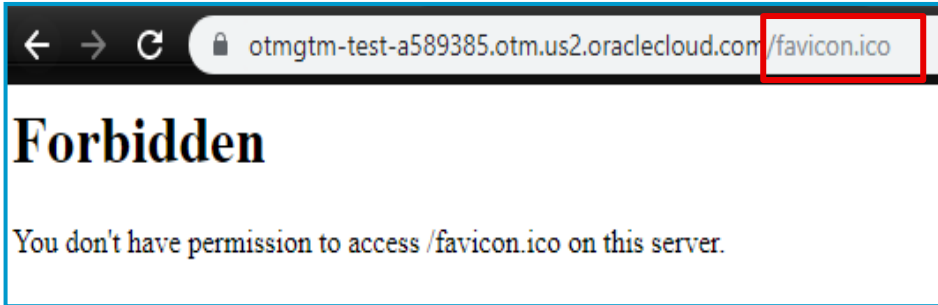 otmgtm-test-a589385.otm.us2.oraclecloud.com/favicon.ico
Forbidden
You don't have permission to access /favicon.ico on this server.